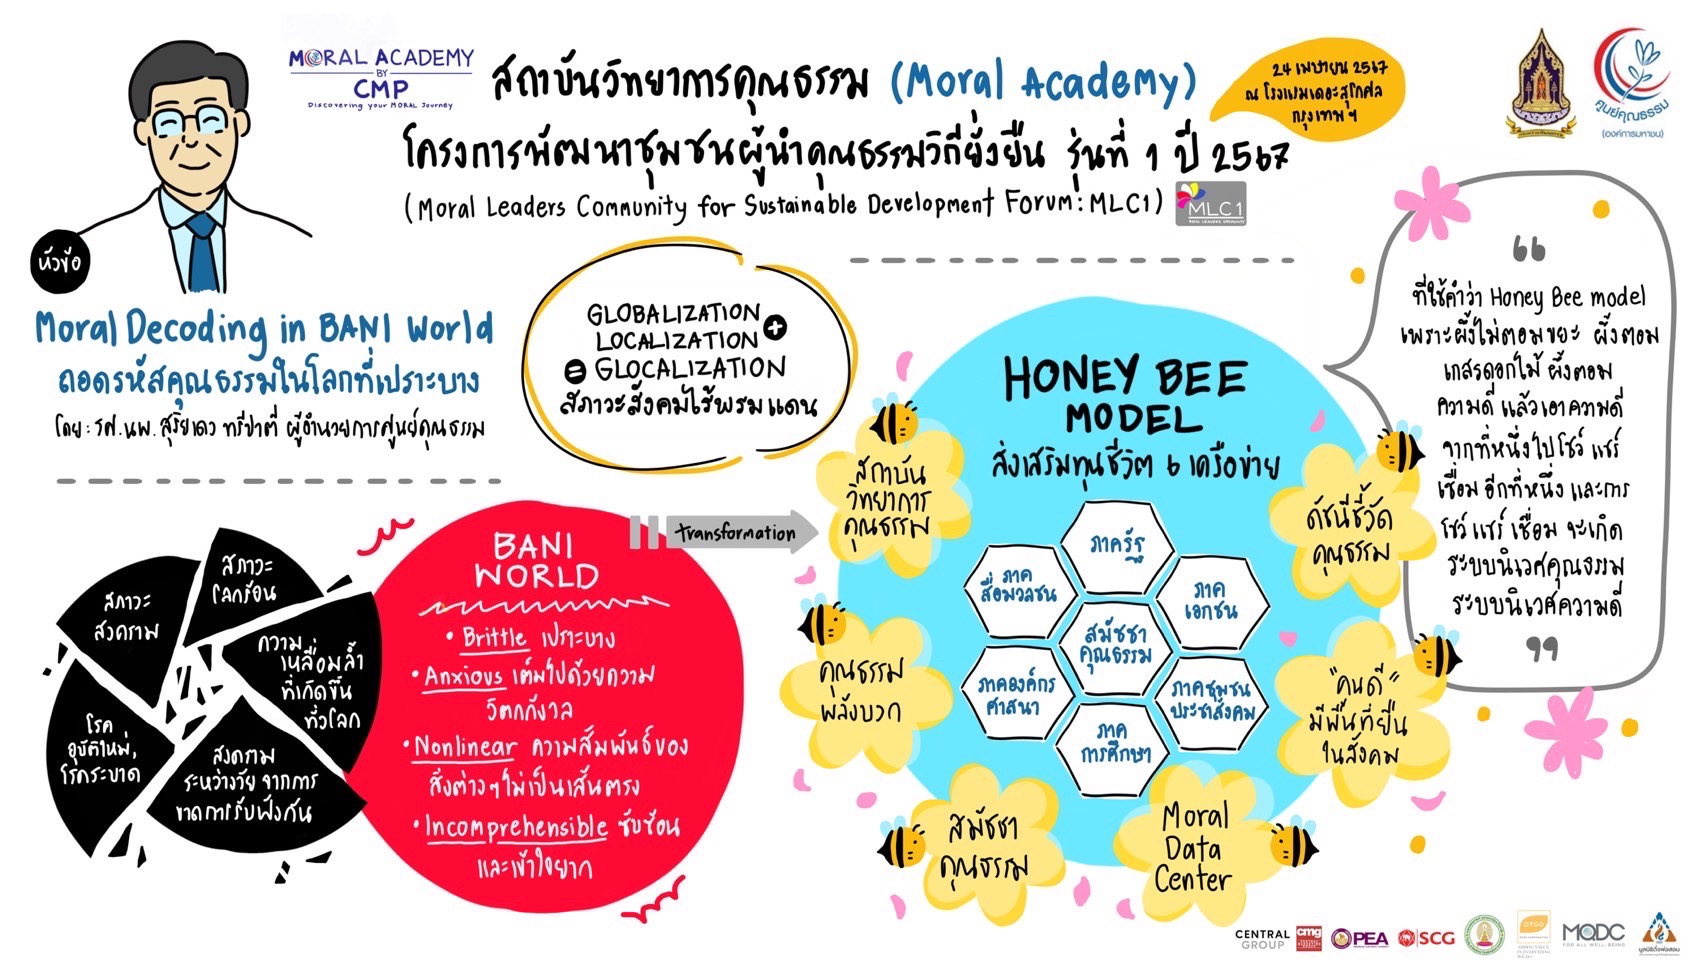 MORAL ACADEMY
BY
CMP
Discovering your MORAL Journey
สถาบันวิทยาการคุณธรรม (Moral Academy)
โครงการพัฒนาชุมชนผู้นำคุณธรรมวิถียั่งยืน รุ่นที่ 1 ปี 2567
(Moral Leaders Community for Sustainable Development Forum: MLC1)
MLC1
MORAL LEADERS COMMUNITY
24 เมษายน 2567
ณ โรงแรมเดอะสุโกศล
กรุงเทพฯ
ศูนย์คุณธรรม
(องค์การมหาชน)
หัวข้อ
Moral Decoding in BANI World
ถอดรหัสคุณธรรมในโลกที่เปราะบาง
โดย: รศ.นพ. สุริยเดว ทรีปาตี ผู้อำนวยการศูนย์คุณธรรม
GLOBALIZATION
LOCALIZATION +
= GLOCALIZATION
สภาวะสังคมไร้พรมแดน
สภาวะ
โลกร้อน
สภาวะ
สงคราม
ความ
เหลื่อมล้ำ
ที่เกิดขึ้น
ทั่วโลก
โรค
อุบัติใหม่,
โรคระบาด
สงคราม
ระหว่างวัย จากการ
ขาดการรับฟังกัน
BANI
WORLD
• Brittle เปราะบาง
• Anxious เต็มไปด้วยความ
วิตกกังวล
• Nonlinear ความสัมพันธ์ของ
สิ่งต่างๆไม่เป็นเส้นตรง
• Incomprehensible ซับซ้อน
และเข้าใจยาก
transformation
HONEY BEE
MODEL
ส่งเสริมทุนชีวิต 6 เครือข่าย
สถาบัน
วิทยาการ
คุณธรรม
ดัชนีชี้วัด
คุณธรรม
คุณธรรม
พลังบวก
"คนดี"
มีพื้นที่ยืน
ในสังคม
สมัชชา
คุณธรรม
Moral
Data
Center
ภาครัฐ
ภาค
สื่อมวลชน
ภาค
เอกชน
สมัชชา
คุณธรรม
ภาคองค์กร
ศาสนา
ภาคชุมชน
ประชาสังคม
ภาค
การศึกษา
“
ที่ใช้คำว่า Honey Bee model
เพราะผึ้งไม่ตอมขยะ ผึ้งตอม
เกสรดอกไม้ ผึ้งตอม
ความดี แล้วเอาความดี
จากที่หนึ่งไปโชว์ แชร์
เชื่อม อีกที่หนึ่ง และการ
โชว์ แชร์ เชื่อม จะเกิด
ระบบนิเวศคุณธรรม
ระบบนิเวศความดี
”
CENTRAL
GROUP
cmg
PEA
SCG
DTGO
MQDC
FOR ALL WELL-BEING